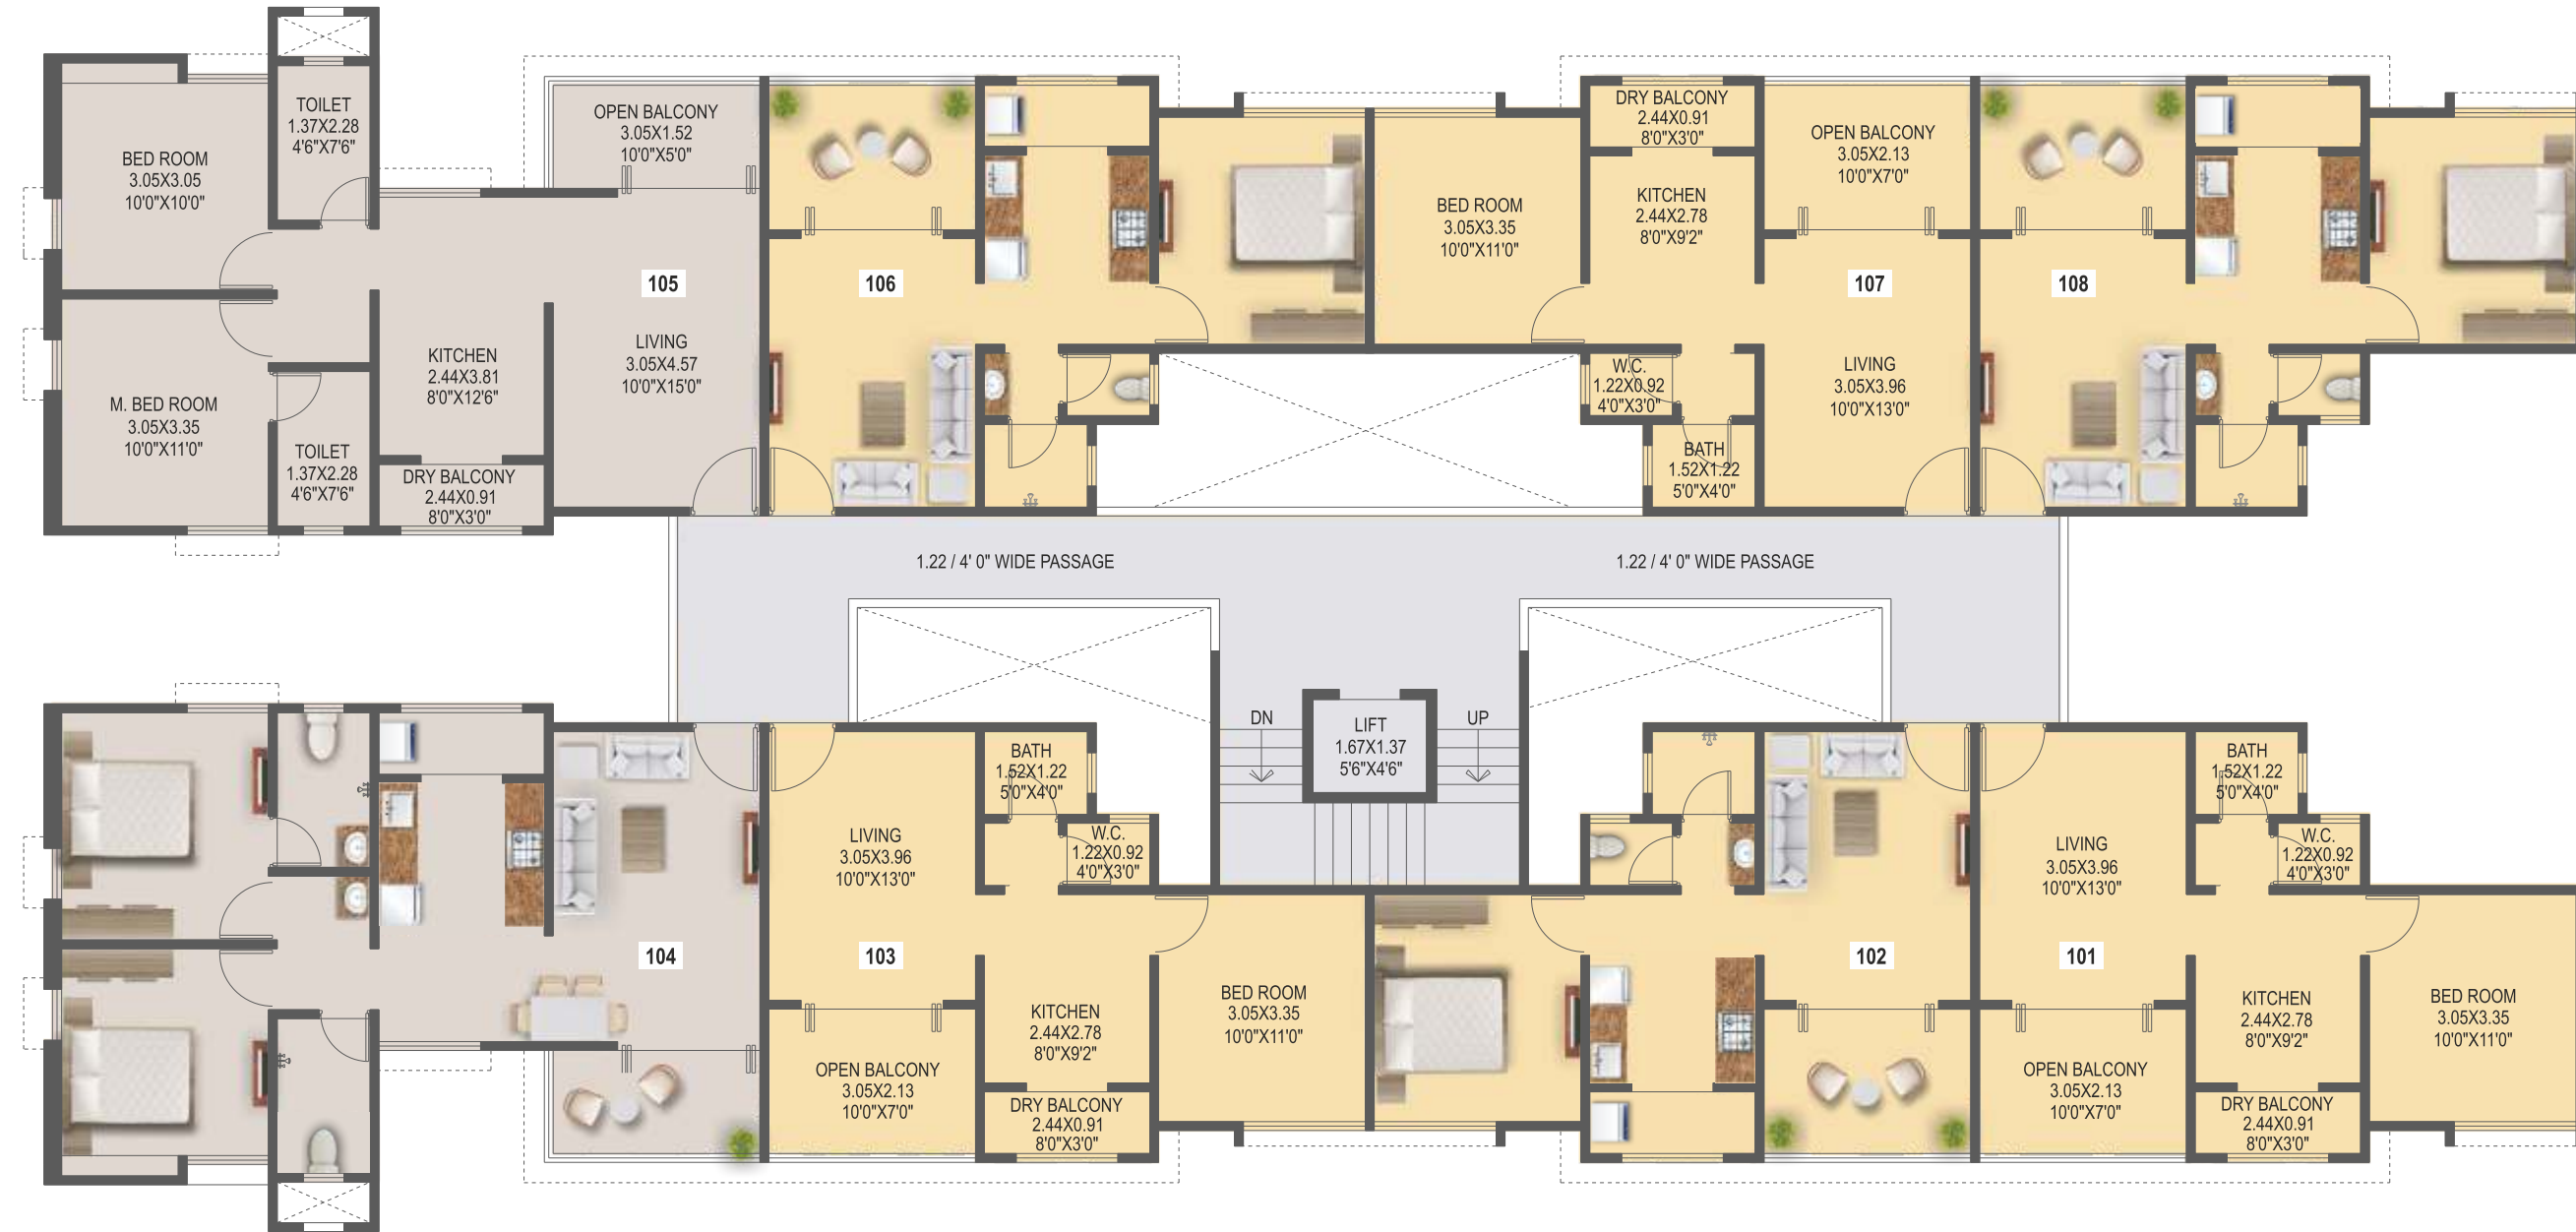 TOILET
1.37X2.28
4'6"X7'6"
BED ROOM
3.05X3.05
10'0"X10'0"
OPEN BALCONY
3.05X1.52
10'0"X5'0"
105
LIVING
3.05X4.57
10'0"X15'0"
KITCHEN
2.44X3.81
8'0"X12'6"
M. BED ROOM
3.05X3.35
10'0"X11'0"
TOILET
1.37X2.28
4'6"X7'6"
DRY BALCONY
2.44X0.91
8'0"X3'0"
106
BED ROOM
3.05X3.35
10'0"X11'0"
DRY BALCONY
2.44X0.91
8'0"X3'0"
KITCHEN
2.44X2.78
8'0"X9'2"
OPEN BALCONY
3.05X2.13
10'0"X7'0"
107
LIVING
3.05X3.96
10'0"X13'0"
W.C.
1.22X0.92
4'0"X3'0"
BATH
1.52X1.22
5'0"X4'0"
108
1.22 / 4' 0" WIDE PASSAGE
1.22 / 4' 0" WIDE PASSAGE
DN
LIFT
1.67X1.37
5'6"X4'6"
UP
104
LIVING
3.05X3.96
10'0"X13'0"
BATH
1.52X1.22
5'0"X4'0"
W.C.
1.22X0.92
4'0"X3'0"
103
KITCHEN
2.44X2.78
8'0"X9'2"
BED ROOM
3.05X3.35
10'0"X11'0"
OPEN BALCONY
3.05X2.13
10'0"X7'0"
DRY BALCONY
2.44X0.91
8'0"X3'0"
102
LIVING
3.05X3.96
10'0"X13'0"
BATH
1.52X1.22
5'0"X4'0"
W.C.
1.22X0.92
4'0"X3'0"
101
KITCHEN
2.44X2.78
8'0"X9'2"
BED ROOM
3.05X3.35
10'0"X11'0"
OPEN BALCONY
3.05X2.13
10'0"X7'0"
DRY BALCONY
2.44X0.91
8'0"X3'0"